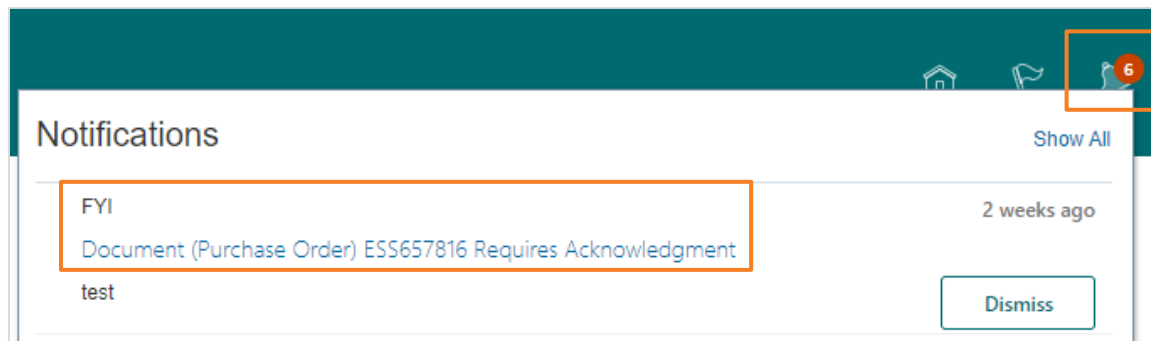 6
Notifications
Show All
FYI
2 weeks ago
Document (Purchase Order) ESS657816 Requires Acknowledgment
test
Dismiss